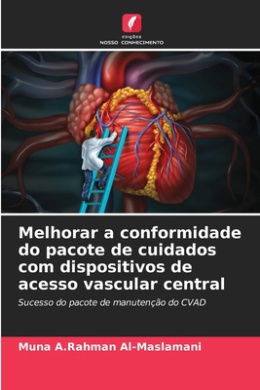 edições
NOSSO CONHECIMENTO
Melhorar a conformidade
do pacote de cuidados
com dispositivos de
acesso vascular central
Sucesso do pacote de manutenção do CVAD
Muna A.Rahman Al-Maslamani